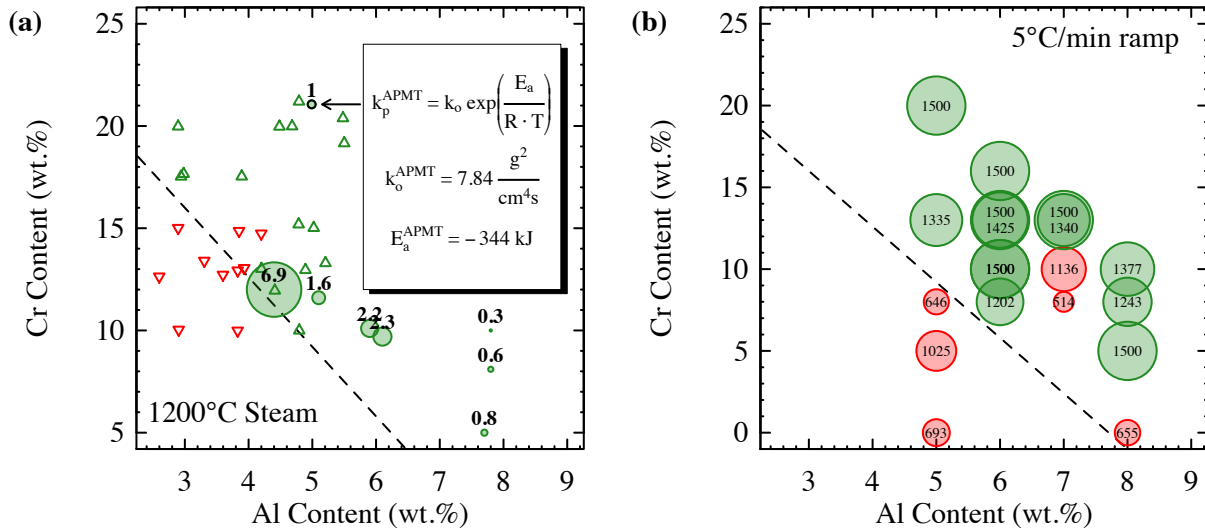 (a)
25
20
15
10
5
Cr Content (wt.%)
3 4 5 6 7 8 9
Al Content (wt.%)
1200°C Steam
1
6.9
1.6
2.2
2.3
0.3
0.6
0.8
k_p^APMT = k_o exp(E_a / R · T)
k_o^APMT = 7.84 g^2 / cm^4s
E_a^APMT = − 344 kJ
(b)
5°C/min ramp
25
20
15
10
5
0
Cr Content (wt.%)
3 4 5 6 7 8 9
Al Content (wt.%)
1500
1500
1335
1500
1425
1500
1340
1500
1136
1377
646
1202
514
1243
1025
1500
693
655